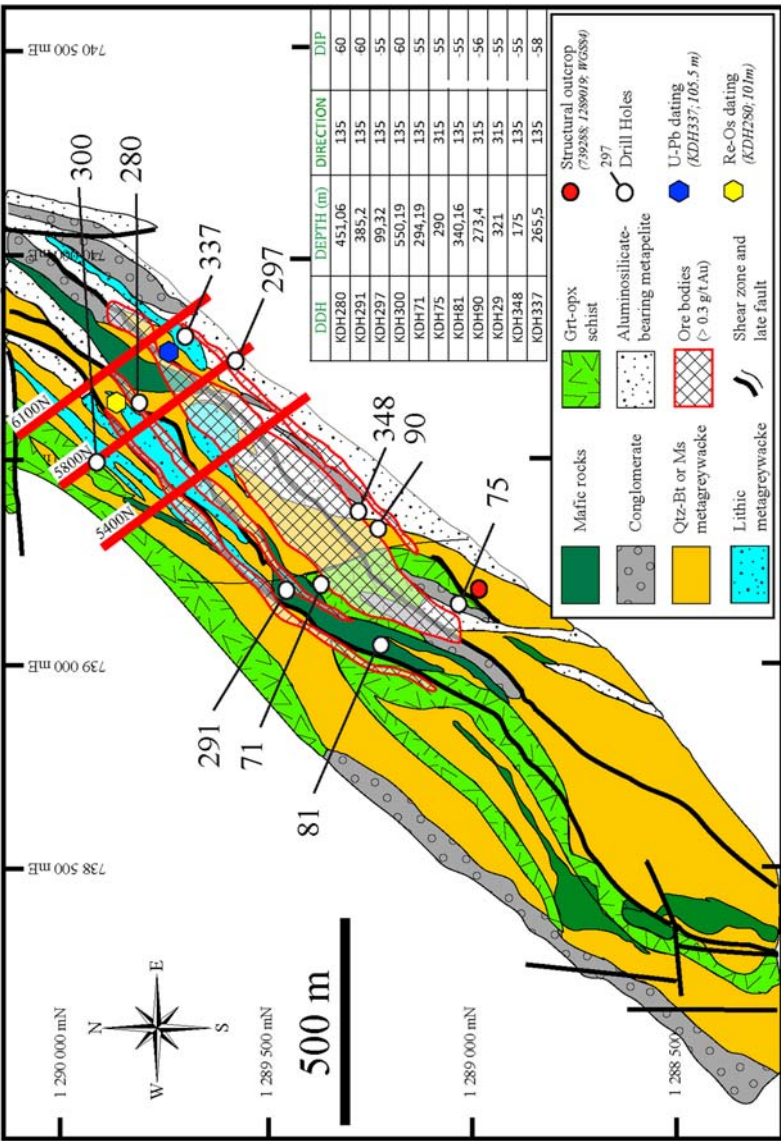 740 500 mE
740 000 mE
739 000 mE
738 500 mE
1 290 000 mN
1 289 500 mN
1 289 000 mN
1 288 500 mN
N
W
E
S
500 m
6100N
5800N
5400N
300
280
337
297
348
90
75
291
71
81
DDH DEPTH (m) DIRECTION DIP
KDH280 451,06 135 -60
KDH291 385,2 135 -60
KDH297 99,32 135 -55
KDH300 550,19 135 -60
KDH71 294,19 135 -55
KDH75 290 315 -55
KDH81 340,16 135 -55
KDH90 273,4 315 -56
KDH29 321 315 -55
KDH348 175 135 -55
KDH337 265,5 135 -58
Mafic rocks
Conglomerate
Qtz-Bt or Ms
metagreywacke
Lithic
metagreywacke
Grt-opx
schist
Aluminosilicate-
bearing metapelite
Ore bodies
(> 0.3 g/t Au)
Shear zone and
late fault
Structural outcrop
(739288; 1289019; WGS84)
297
Drill Holes
U-Pb dating
(KDH337; 105.5 m)
Re-Os dating
(KDH280; 101m)